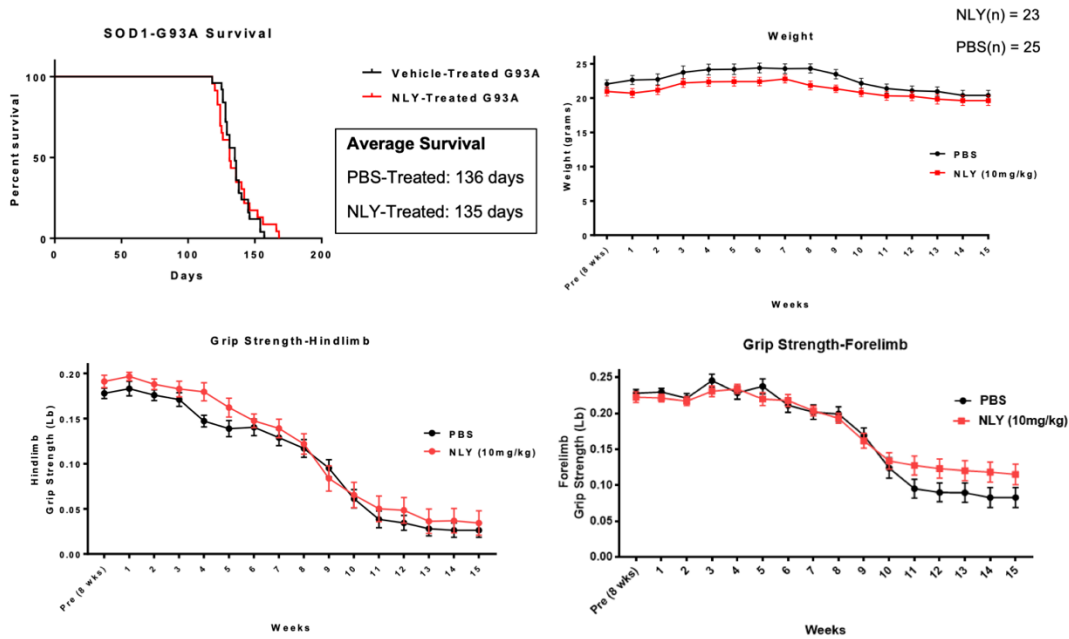 SOD1-G93A Survival
Vehicle-Treated G93A
NLY-Treated G93A
Percent survival
100
50
0
0 50 100 150 200
Days
Average Survival
PBS-Treated: 136 days
NLY-Treated: 135 days
NLY(n) = 23
PBS(n) = 25
Weight
Weight (grams)
25
20
15
10
5
0
PBS
NLY (10mg/kg)
Pre (8 wks) 1 2 3 4 5 6 7 8 9 10 11 12 13 14 15
Weeks
Grip Strength-Hindlimb
Hindlimb
Grip Strength (Lb)
0.20
0.15
0.10
0.05
0.00
PBS
NLY (10mg/kg)
Pre (8 wks) 1 2 3 4 5 6 7 8 9 10 11 12 13 14 15
Weeks
Grip Strength-Forelimb
Forelimb
Grip Strength (Lb)
0.25
0.20
0.15
0.10
0.05
0.00
PBS
NLY (10mg/kg)
Pre (8 wks) 1 2 3 4 5 6 7 8 9 10 11 12 13 14 15
Weeks